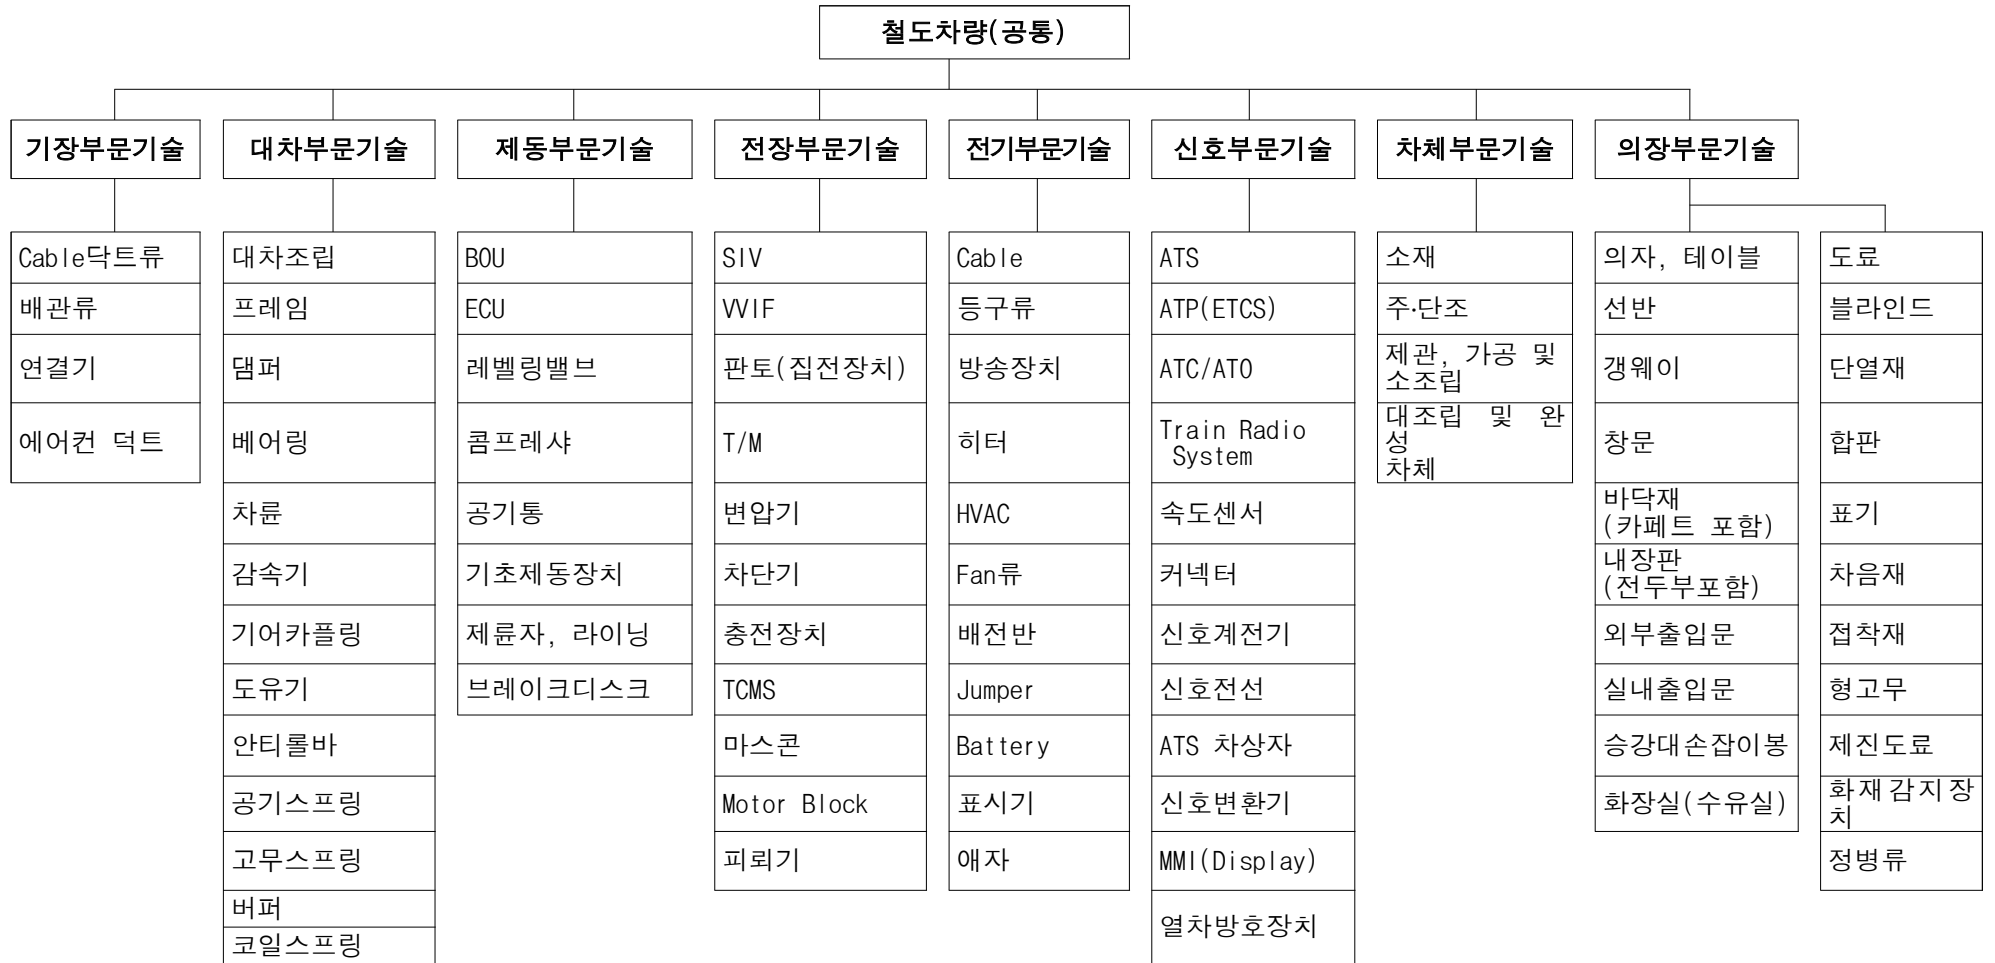 철도차량(공통)
기장부문기술
대차부문기술
제동부문기술
전장부문기술
전기부문기술
신호부문기술
차체부문기술
의장부문기술
Cable닥트류
배관류
연결기
에어컨 덕트
대차조립
프레임
댐퍼
베어링
차륜
감속기
기어카플링
도유기
안티롤바
공기스프링
고무스프링
버퍼
코일스프링
BOU
ECU
레벨링밸브
콤프레샤
공기통
기초제동장치
제륜자, 라이닝
브레이크디스크
SIV
VVIF
판토(집전장치)
T/M
변압기
차단기
충전장치
TCMS
마스콘
Motor Block
피뢰기
Cable
등구류
방송장치
히터
HVAC
Fan류
배전반
Jumper
Battery
표시기
애자
ATS
ATP(ETCS)
ATC/ATO
Train Radio
System
속도센서
커넥터
신호계전기
신호전선
ATS 차상자
신호변환기
MMI(Display)
열차방호장치
소재
주·단조
제관, 가공 및
소조립
대조립 및 완
성
차체
의자, 테이블
선반
갱웨이
창문
바닥재
(카페트 포함)
내장판
(전두부포함)
외부출입문
실내출입문
승강대손잡이봉
화장실(수유실)
도료
블라인드
단열재
합판
표기
차음재
접착재
형고무
제진도료
화재감지장
치
정병류